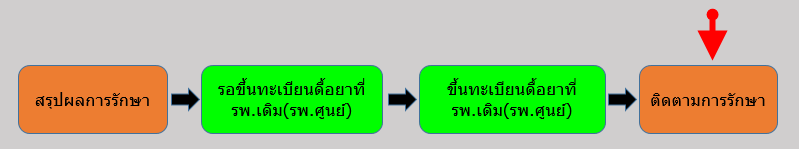 สรุปผลการรักษา
รอขึ้นทะเบียนดื้อยาที่
รพ.เดิม(รพ.ศูนย์)
ขึ้นทะเบียนดื้อยาที่
รพ.เดิม(รพ.ศูนย์)
ติดตามการรักษา